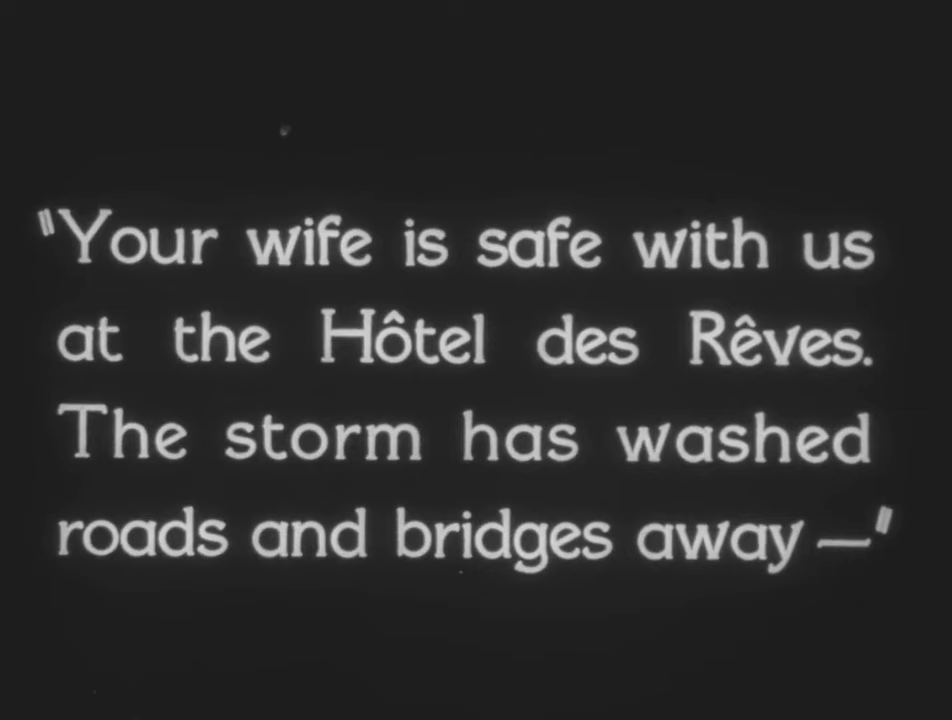 "Your wife is safe with us
at the Hôtel des Rêves.
The storm has washed
roads and bridges away—"